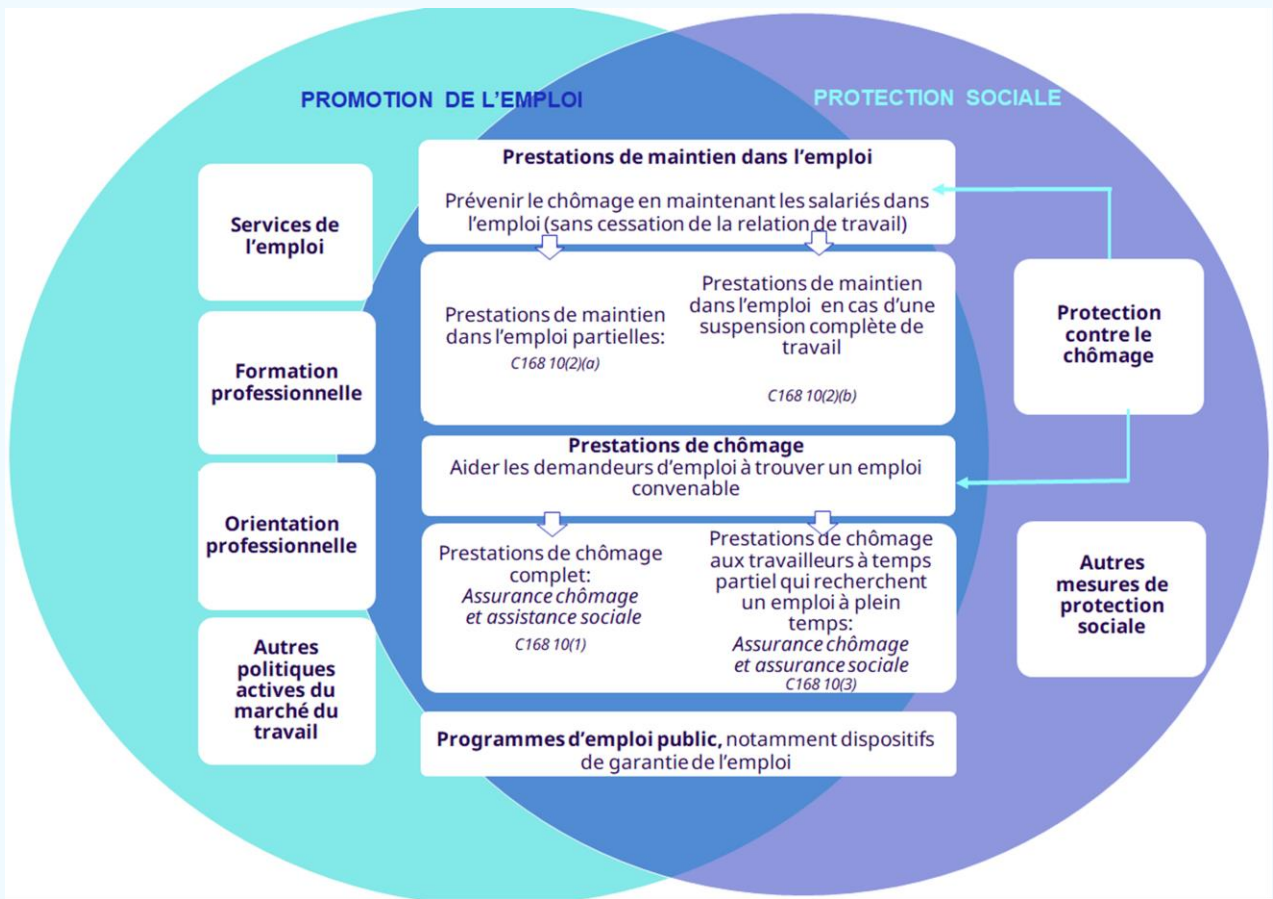 PROMOTION DE L'EMPLOI
PROTECTION SOCIALE
Services de
l'emploi
Formation
professionnelle
Orientation
professionnelle
Autres
politiques
actives du
marché du
travail
Prestations de maintien dans l'emploi
Prévenir le chômage en maintenant les salariés dans
l'emploi (sans cessation de la relation de travail)
Prestations de maintien
dans l'emploi partielles:
C168 10(2)(a)
Prestations de maintien
dans l'emploi en cas d'une
suspension complète de
travail
C168 10(2)(b)
Prestations de chômage
Aider les demandeurs d'emploi à trouver un emploi
convenable
Prestations de chômage
complet:
Assurance chômage
et assistance sociale
C168 10(1)
Prestations de chômage
aux travailleurs à temps
partiel qui recherchent
un emploi à plein
temps:
Assurance chômage
et assurance sociale
C168 10(3)
Programmes d'emploi public, notamment dispositifs
de garantie de l'emploi
Protection
contre le
chômage
Autres
mesures de
protection
sociale